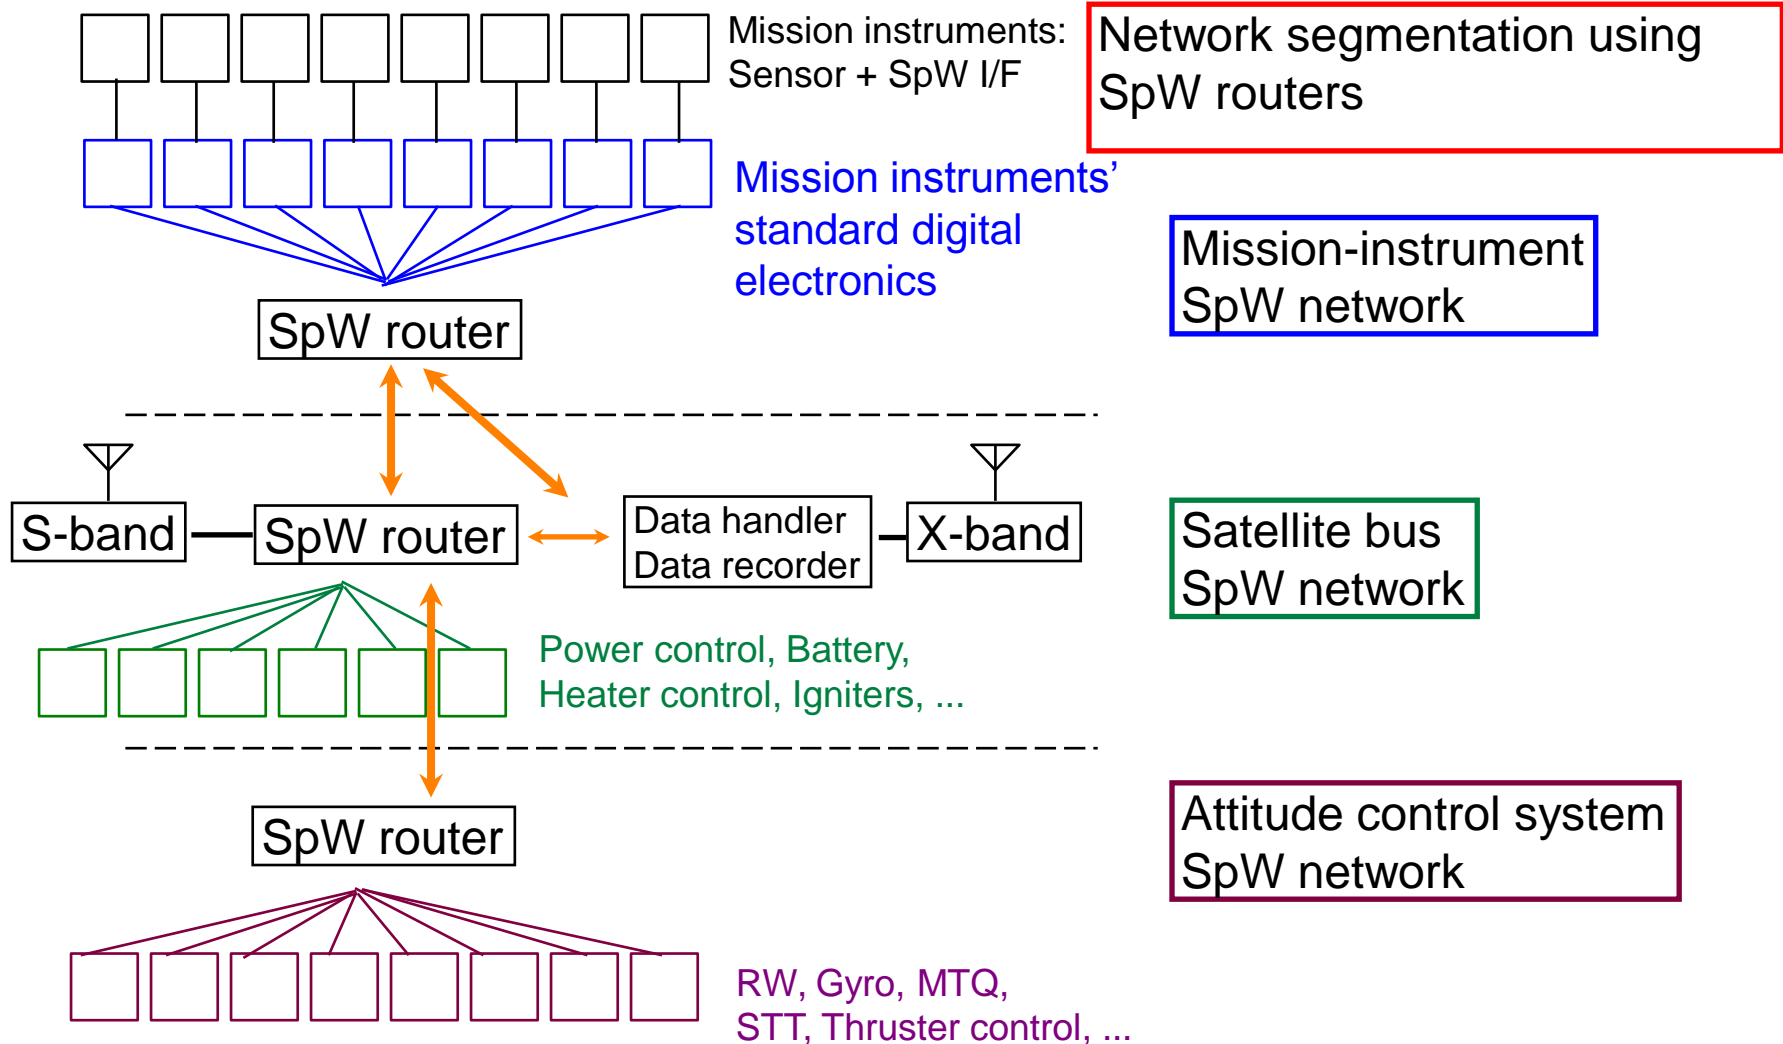 Mission instruments:
Sensor + SpW I/F
Network segmentation using
SpW routers
Mission instruments’
standard digital
electronics
Mission-instrument
SpW network
SpW router
S-band
SpW router
Data handler
Data recorder
X-band
Satellite bus
SpW network
Power control, Battery,
Heater control, Igniters, ...
SpW router
Attitude control system
SpW network
RW, Gyro, MTQ,
STT, Thruster control, ...